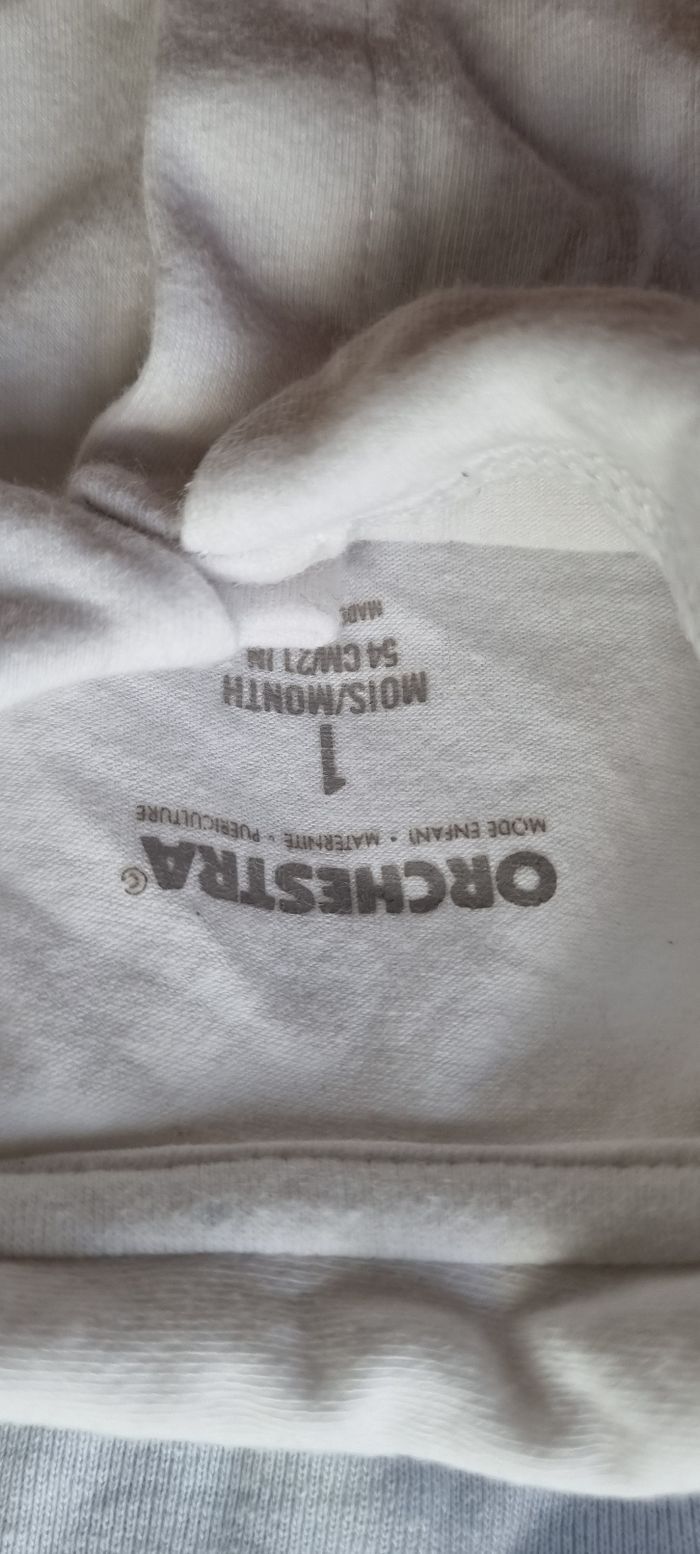 ORCHESTRA©
MODE ENFANT • MATERNITE • PUERICULTURE
1
MOIS/MONTH
54 CM/21 IN